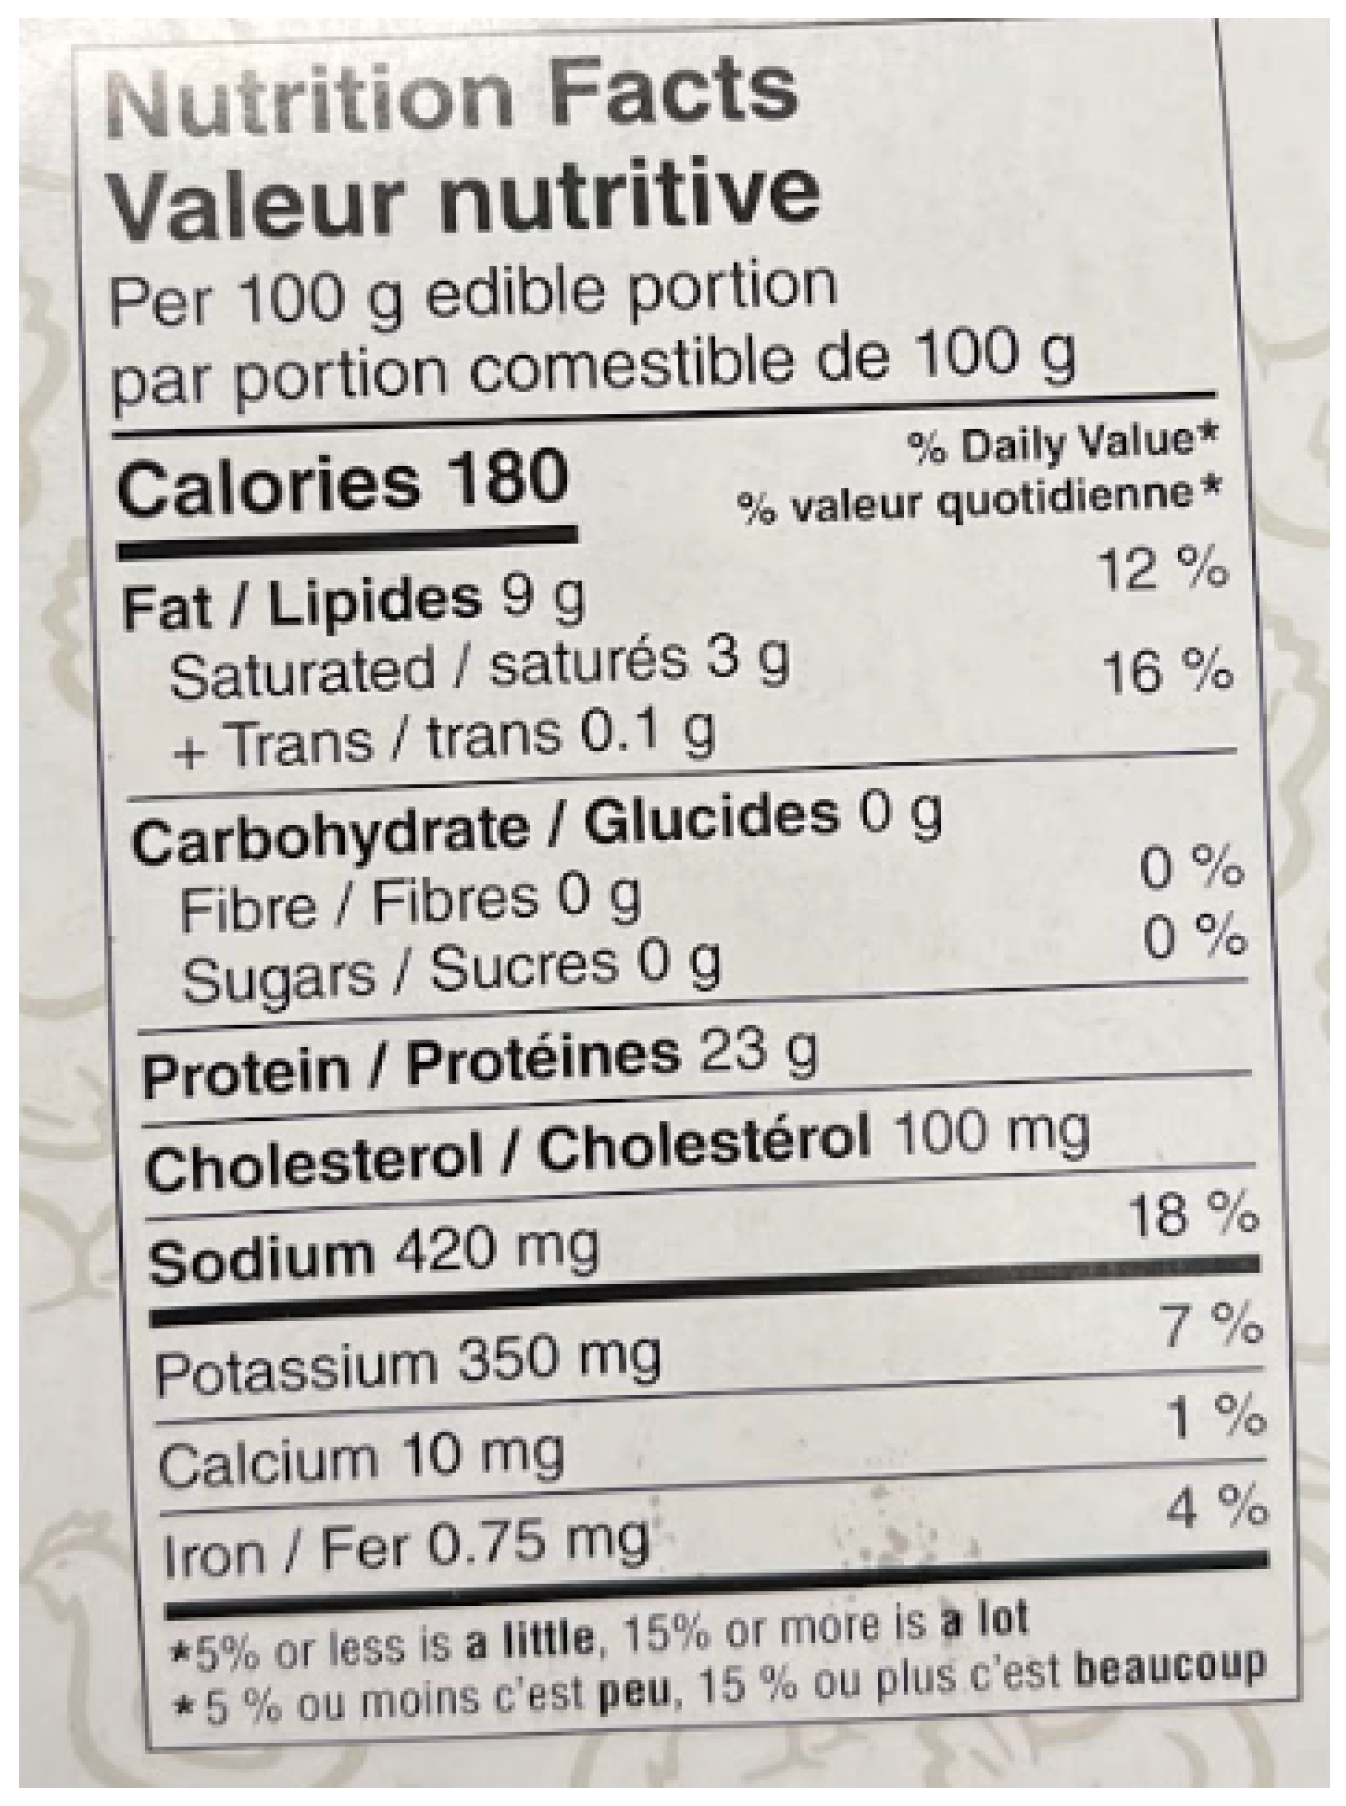 Nutrition Facts
Valeur nutritive
Per 100 g edible portion
par portion comestible de 100 g
Calories 180
% Daily Value*
% valeur quotidienne*
Fat / Lipides 9 g 12 %
Saturated / saturés 3 g 16 %
+ Trans / trans 0.1 g
Carbohydrate / Glucides 0 g
Fibre / Fibres 0 g 0 %
Sugars / Sucres 0 g 0 %
Protein / Protéines 23 g
Cholesterol / Cholestérol 100 mg
Sodium 420 mg 18 %
Potassium 350 mg 7 %
Calcium 10 mg 1 %
Iron / Fer 0.75 mg 4 %
*5% or less is a little, 15% or more is a lot
*5 % ou moins c'est peu, 15 % ou plus c'est beaucoup